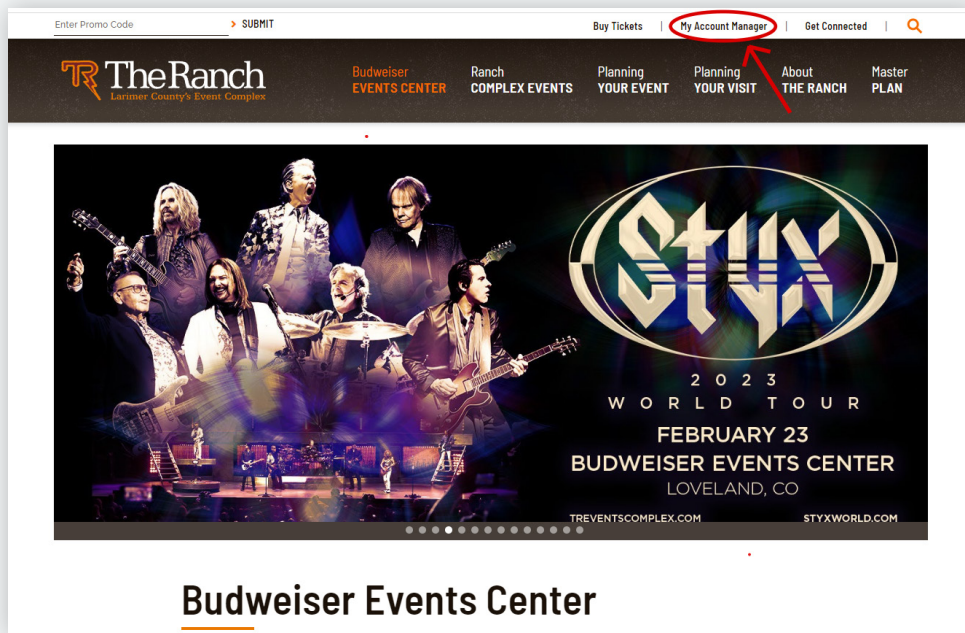 Enter Promo Code
> SUBMIT
Buy Tickets | My Account Manager | Get Connected |
TR The Ranch
Larimer County's Event Complex
Budweiser
EVENTS CENTER
Ranch
COMPLEX EVENTS
Planning
YOUR EVENT
Planning
YOUR VISIT
About
THE RANCH
Master
PLAN
Styx
2023
WORLD TOUR
FEBRUARY 23
BUDWEISER EVENTS CENTER
LOVELAND, CO
TREVENTSCOMPLEX.COM
STYXWORLD.COM
Budweiser Events Center